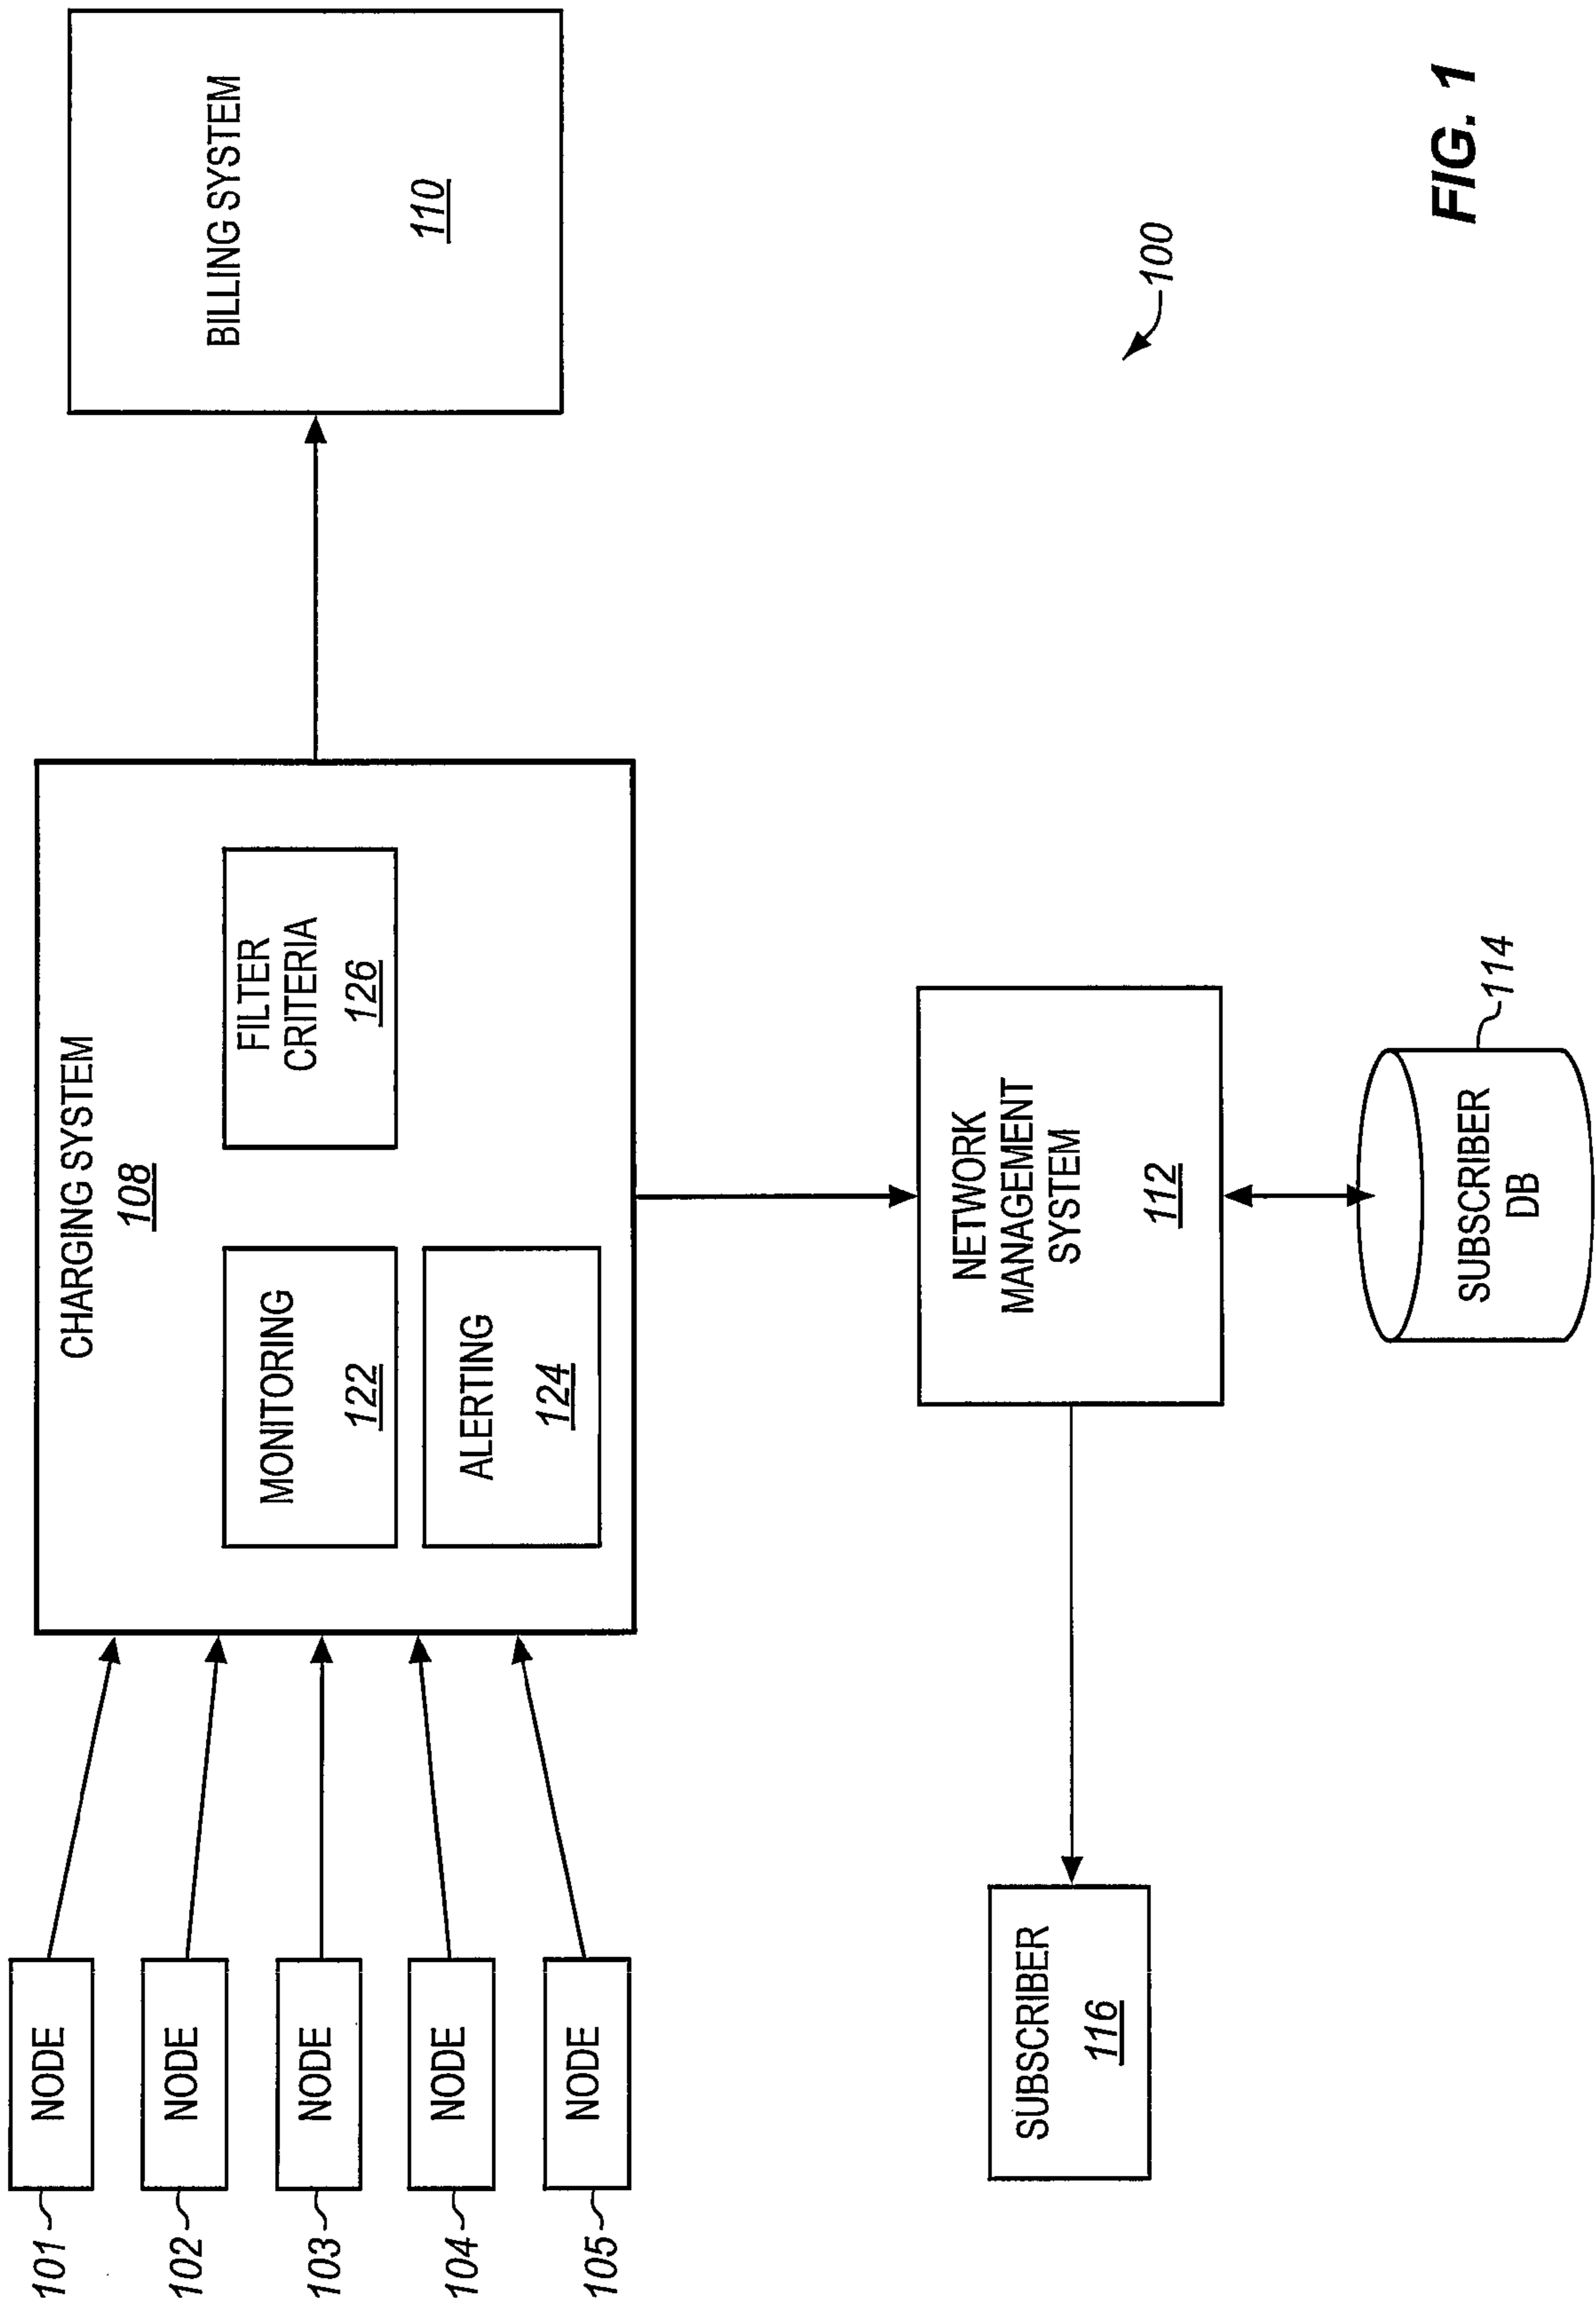 101
NODE
102
NODE
103
NODE
104
NODE
105
NODE
CHARGING SYSTEM
108
MONITORING
122
ALERTING
124
FILTER
CRITERIA
126
BILLING SYSTEM
110
SUBSCRIBER
116
NETWORK
MANAGEMENT
SYSTEM
112
SUBSCRIBER
DB
114
100
FIG. 1